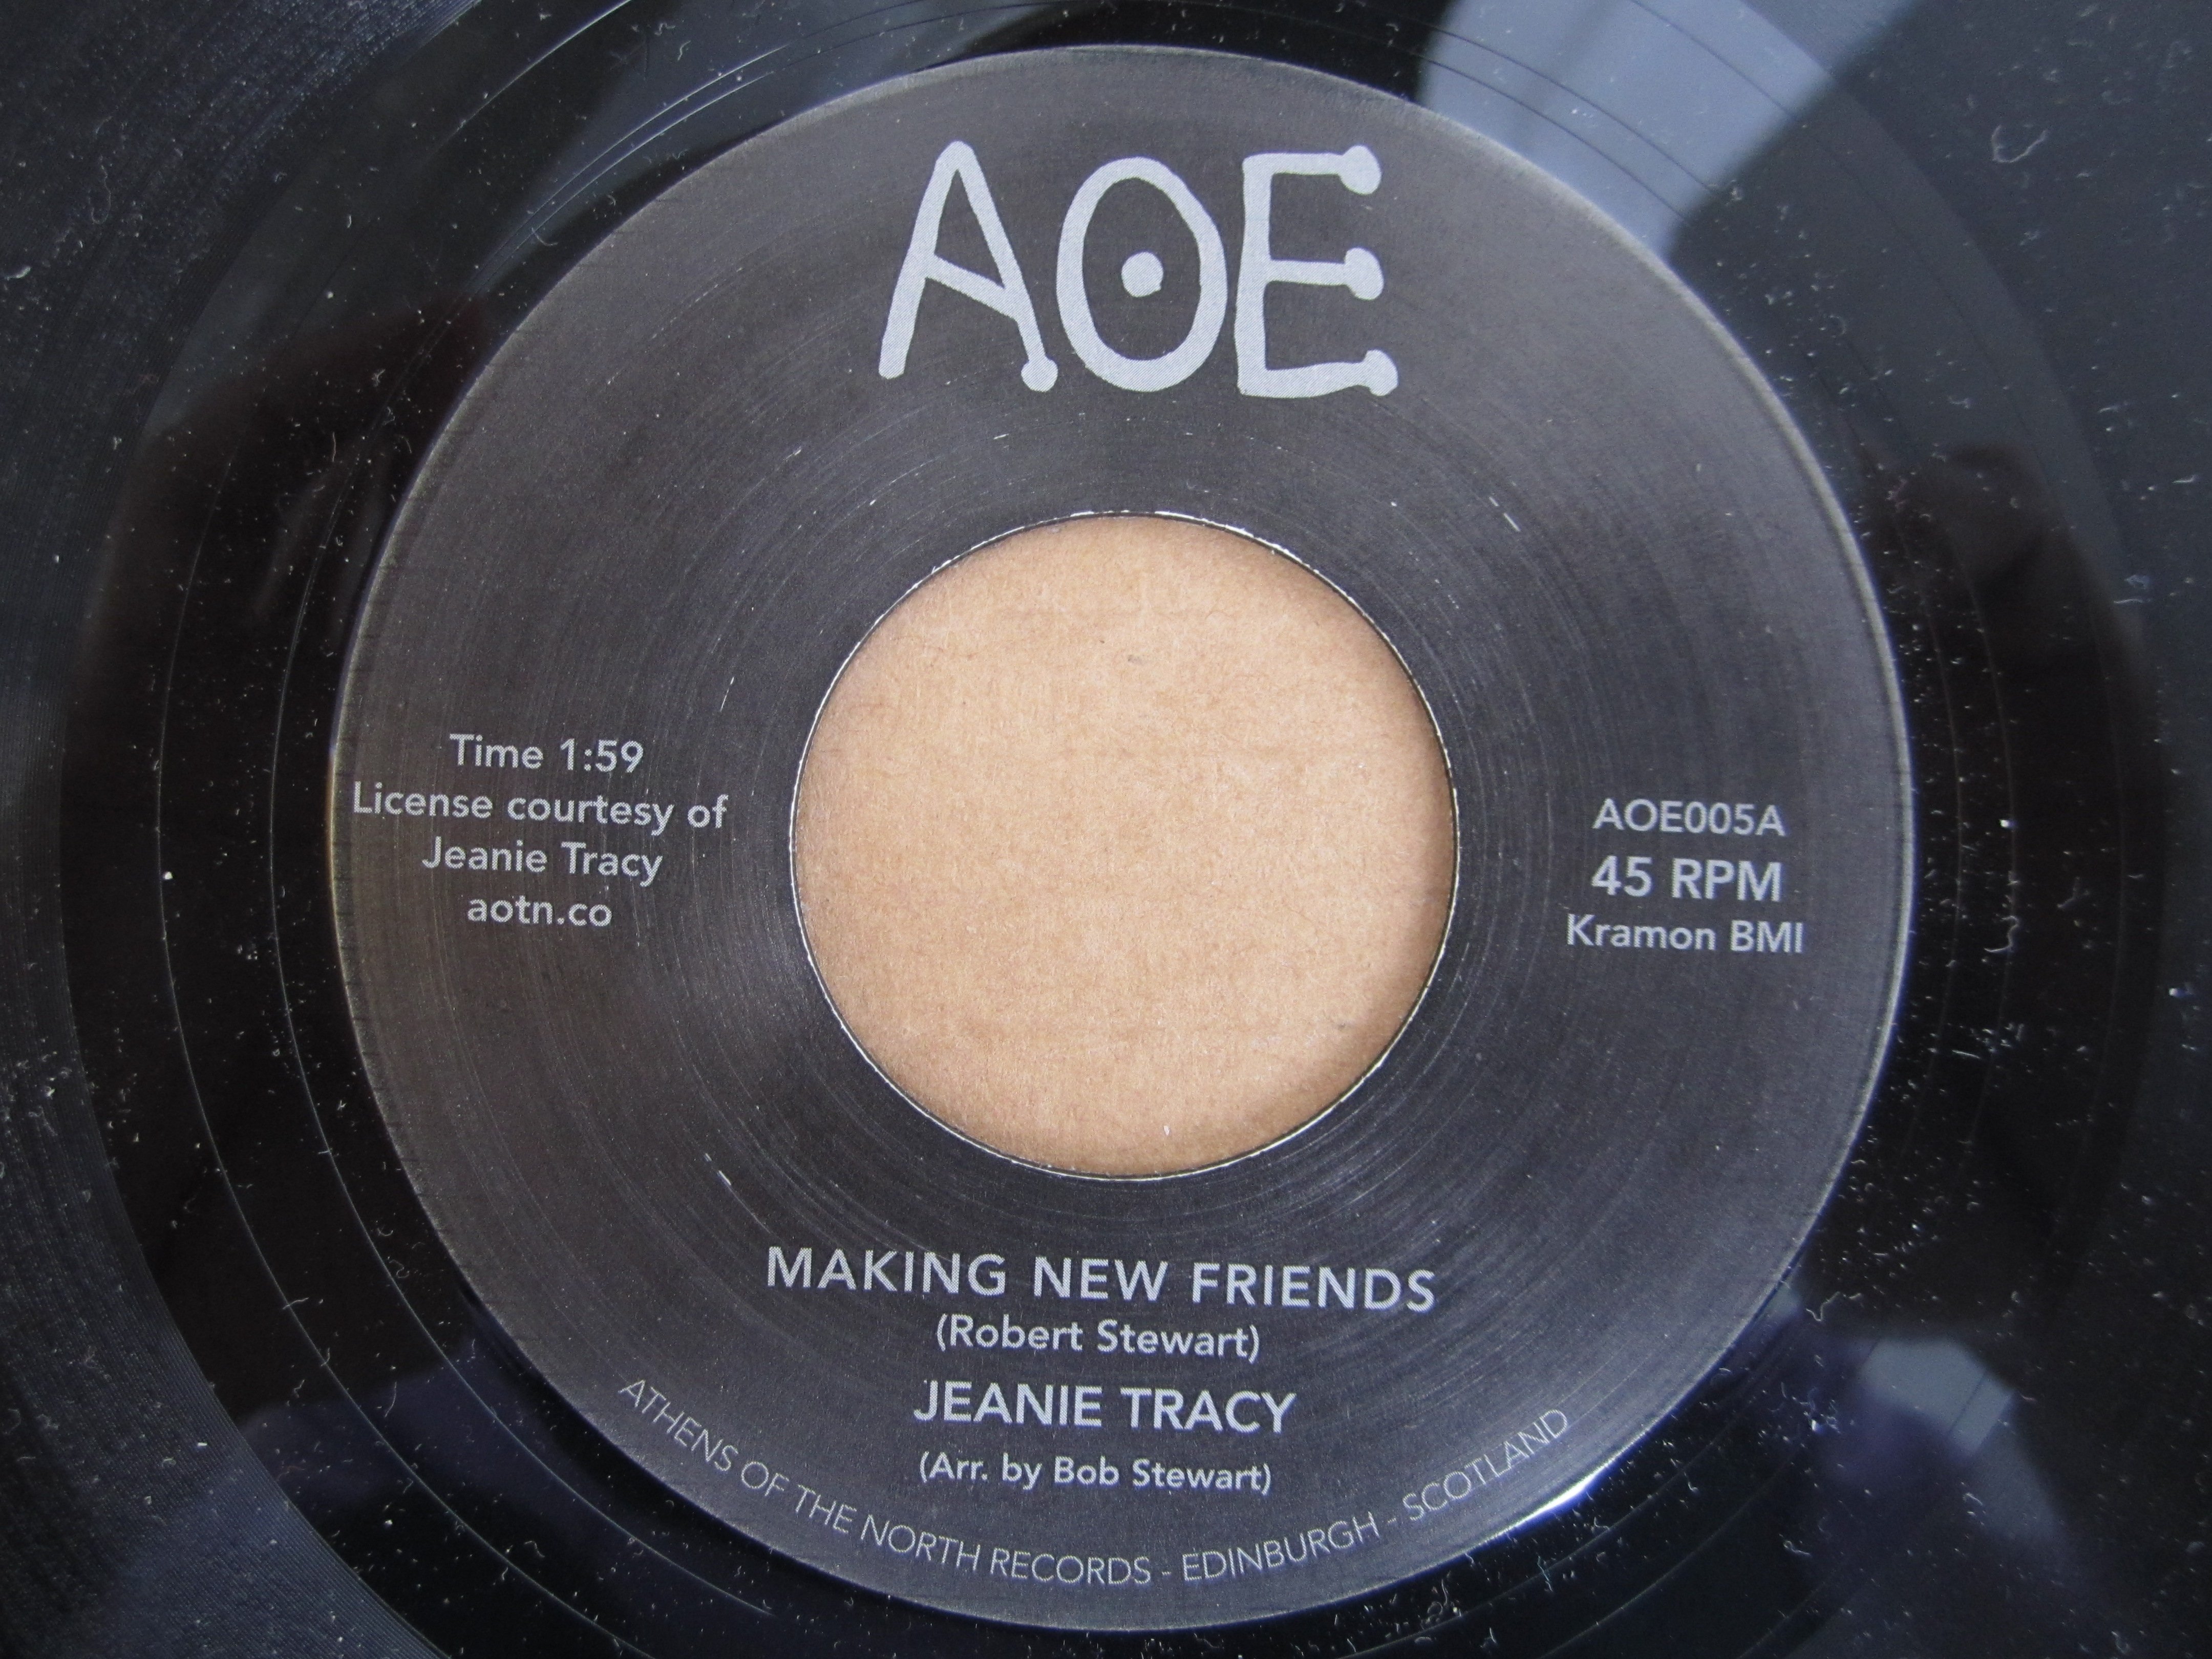 AOE
Time 1:59
License courtesy of
Jeanie Tracy
aotn.co
AOE005A
45 RPM
Kramon BMI
MAKING NEW FRIENDS
(Robert Stewart)
JEANIE TRACY
(Arr. by Bob Stewart)
ATHENS OF THE NORTH RECORDS - EDINBURGH - SCOTLAND